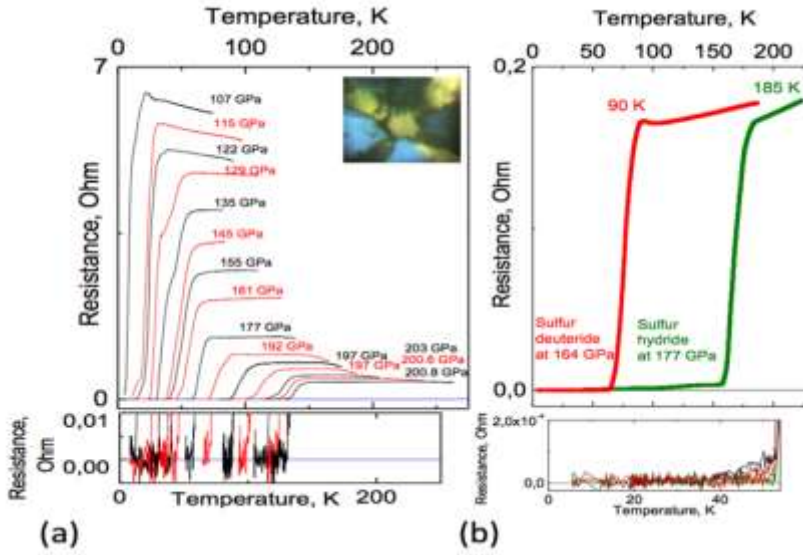 Temperature, K
0 100 200
7
107 GPa
115 GPa
122 GPa
129 GPa
135 GPa
145 GPa
155 GPa
161 GPa
177 GPa
192 GPa
203 GPa
197 GPa 200.6 GPa
197 GPa
200.8 GPa
Resistance, Ohm
0
0,01
0,00
Resistance,
Ohm
0 200
Temperature, K
(a)
Temperature, K
0 50 100 150 200
0,2
185 K
90 K
Resistance, Ohm
Sulfur
deuteride
at 164 GPa
Sulfur
hydride
at 177 GPa
0,0
2,0x10⁻⁴
0,0
Resistance, Ohm
0 20 40
Temperature, K
(b)